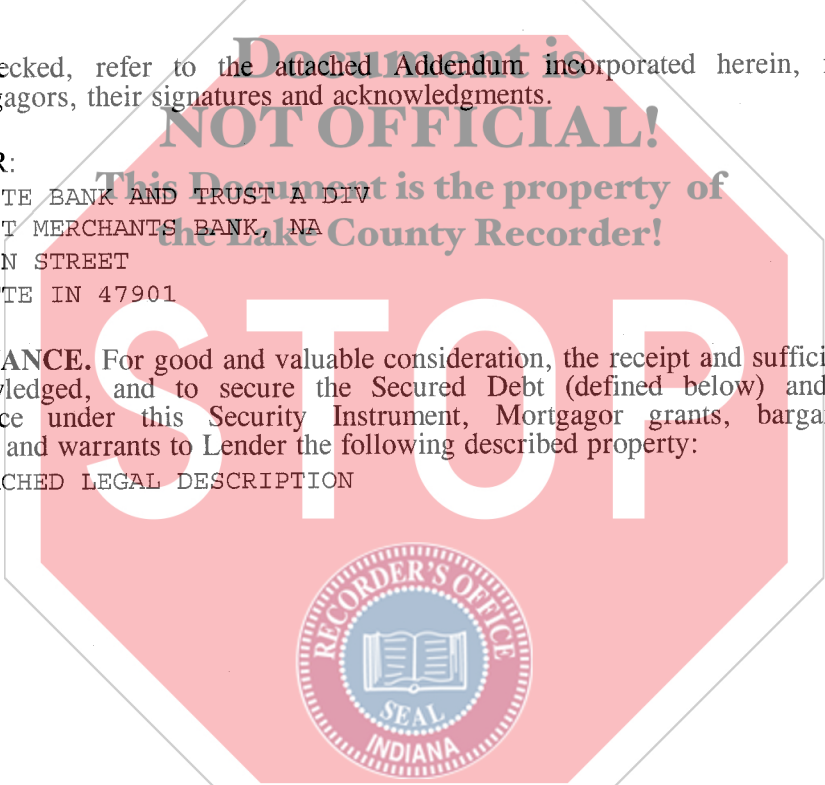 Document is
ecked, refer to the attached Addendum incorporated herein,
gagors, their signatures and acknowledgments.
NOT OFFICIAL!
R:
This Document is the property of
TE BANK AND TRUST A DIV
the Lake County Recorder!
T MERCHANTS BANK, NA
N STREET
TE IN 47901
STOP
ANCE. For good and valuable consideration, the receipt and suffici
ledged, and to secure the Secured Debt (defined below) and
ce under this Security Instrument, Mortgagor grants, barga
and warrants to Lender the following described property:
CHED LEGAL DESCRIPTION
RECORDER'S OFFICE
SEAL
INDIANA